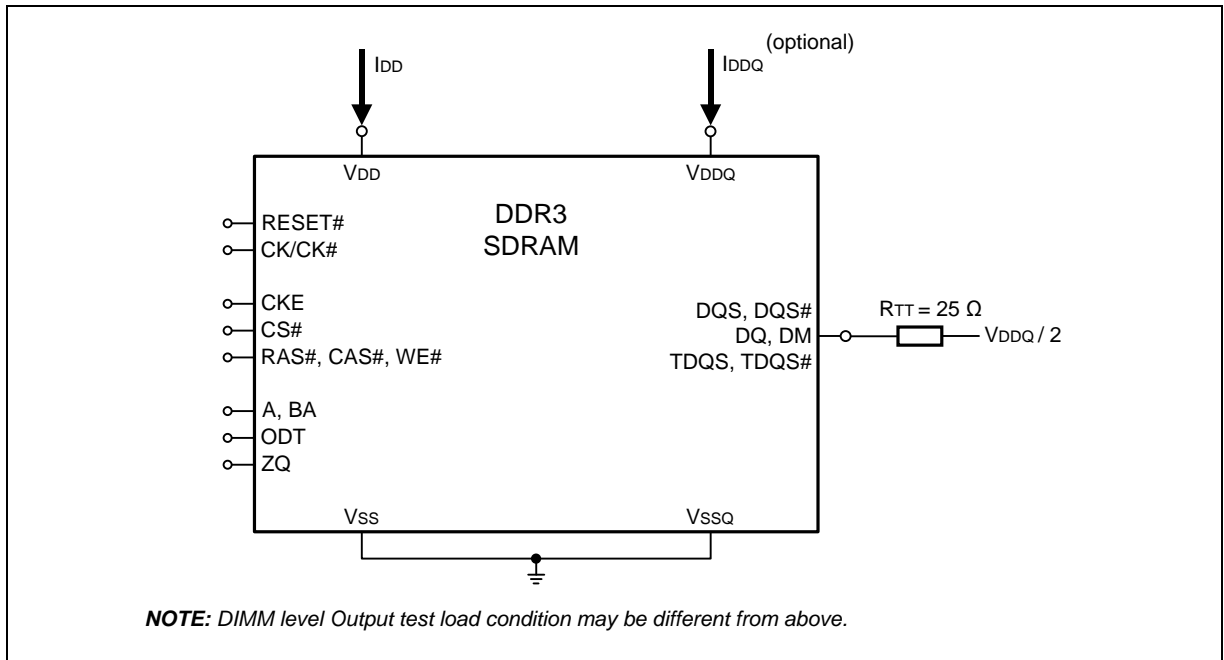 (optional)
IDD
IDDQ
VDD
VDDQ
DDR3
SDRAM
RESET#
CK/CK#
CKE
CS#
RAS#, CAS#, WE#
A, BA
ODT
ZQ
DQS, DQS#
DQ, DM
TDQS, TDQS#
RTT = 25 Ω
VDDQ / 2
VSS
VSSQ
NOTE: DIMM level Output test load condition may be different from above.